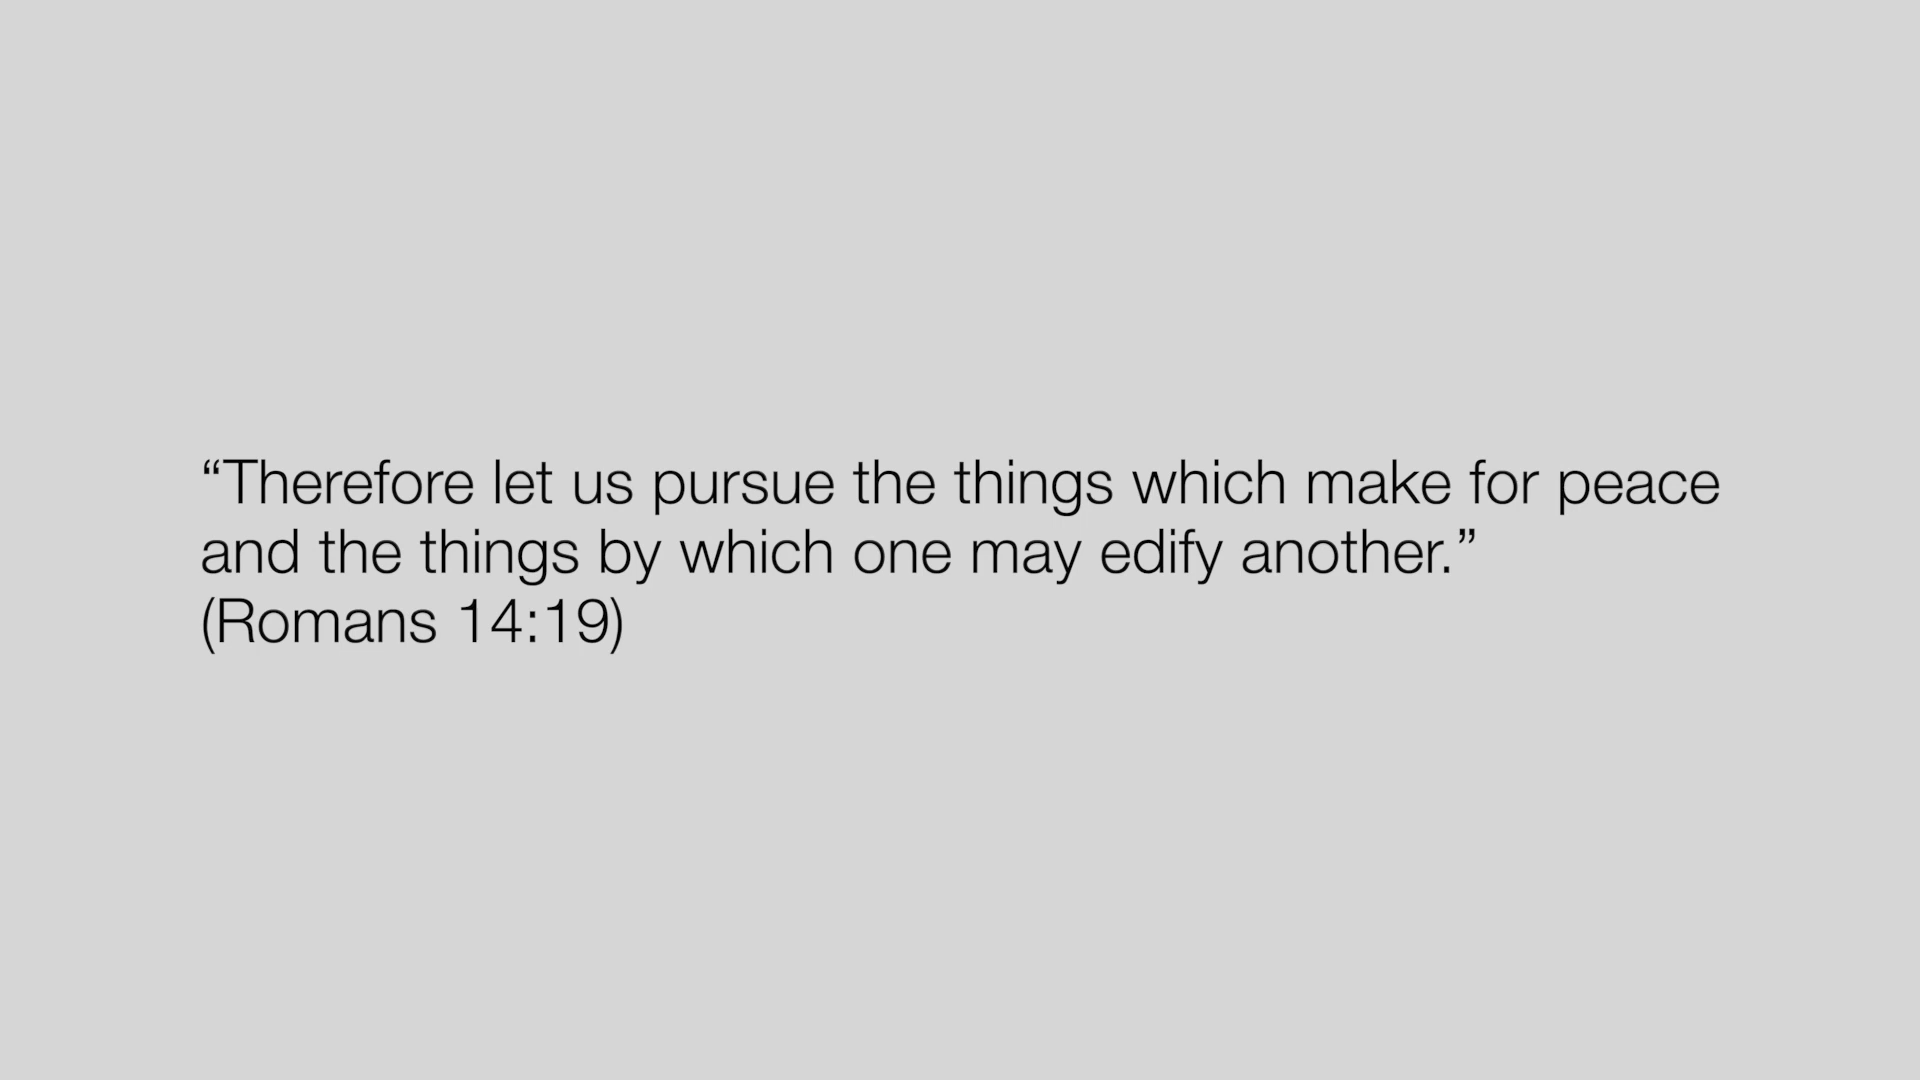 “Therefore let us pursue the things which make for peace
and the things by which one may edify another.”
(Romans 14:19)